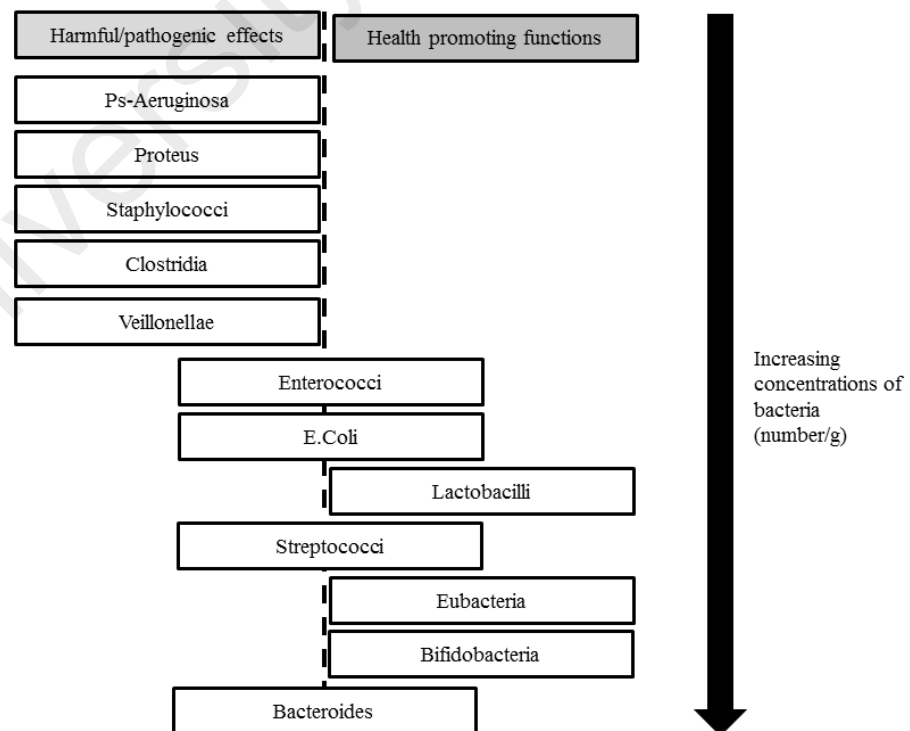 Harmful/pathogenic effects
Health promoting functions
Ps-Aeruginosa
Proteus
Staphylococci
Clostridia
Veillonellae
Enterococci
E.Coli
Lactobacilli
Streptococci
Eubacteria
Bifidobacteria
Bacteroides
Increasing
concentrations of
bacteria
(number/g)